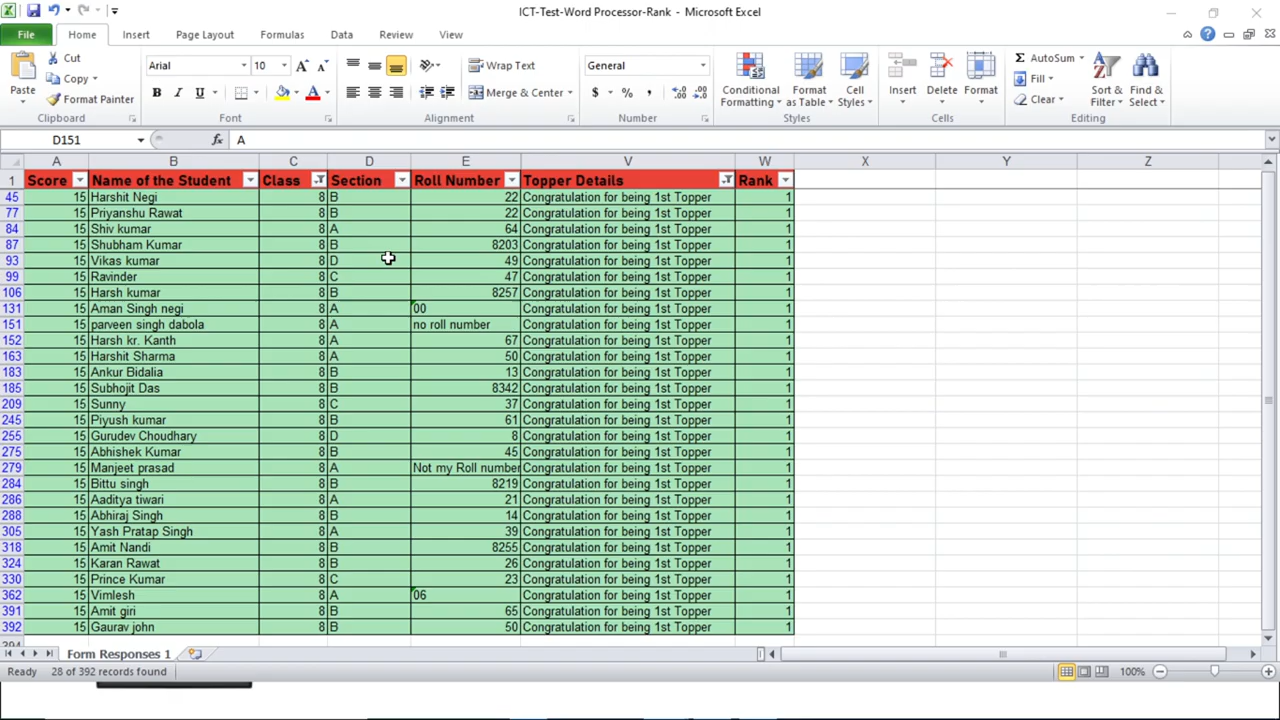 ICT-Test-Word Processor-Rank - Microsoft Excel
File Home Insert Page Layout Formulas Data Review View
Paste
Cut
Copy
Format Painter
Clipboard
Arial 10
B I U
Font
Wrap Text
Merge & Center
Alignment
General
$ % ,
Number
Conditional Formatting
Format as Table
Cell Styles
Styles
Insert
Delete
Format
Cells
Σ AutoSum
Fill
Clear
Sort & Filter
Find & Select
Editing
D151 fx A
A B C D E V W X Y Z
1 Score Name of the Student Class Section Roll Number Topper Details Rank
45 15 Harshit Negi 8 B 22 Congratulation for being 1st Topper 1
77 15 Priyanshu Rawat 8 B 22 Congratulation for being 1st Topper 1
84 15 Shiv kumar 8 A 64 Congratulation for being 1st Topper 1
87 15 Shubham Kumar 8 B 8203 Congratulation for being 1st Topper 1
93 15 Vikas kumar 8 D 49 Congratulation for being 1st Topper 1
99 15 Ravinder 8 C 47 Congratulation for being 1st Topper 1
106 15 Harsh kumar 8 B 8257 Congratulation for being 1st Topper 1
131 15 Aman Singh negi 8 A 00 Congratulation for being 1st Topper 1
151 15 parveen singh dabola 8 A no roll number Congratulation for being 1st Topper 1
152 15 Harsh kr. Kanth 8 A 67 Congratulation for being 1st Topper 1
163 15 Harshit Sharma 8 A 50 Congratulation for being 1st Topper 1
183 15 Ankur Bidalia 8 B 13 Congratulation for being 1st Topper 1
185 15 Subhojit Das 8 B 8342 Congratulation for being 1st Topper 1
209 15 Sunny 8 C 37 Congratulation for being 1st Topper 1
245 15 Piyush kumar 8 B 61 Congratulation for being 1st Topper 1
255 15 Gurudev Choudhary 8 D 8 Congratulation for being 1st Topper 1
275 15 Abhishek Kumar 8 B 45 Congratulation for being 1st Topper 1
279 15 Manjeet prasad 8 A Not my Roll number Congratulation for being 1st Topper 1
284 15 Bittu singh 8 B 8219 Congratulation for being 1st Topper 1
286 15 Aaditya tiwari 8 A 21 Congratulation for being 1st Topper 1
288 15 Abhiraj Singh 8 B 14 Congratulation for being 1st Topper 1
305 15 Yash Pratap Singh 8 A 39 Congratulation for being 1st Topper 1
318 15 Amit Nandi 8 B 8255 Congratulation for being 1st Topper 1
324 15 Karan Rawat 8 B 26 Congratulation for being 1st Topper 1
330 15 Prince Kumar 8 C 23 Congratulation for being 1st Topper 1
362 15 Vimlesh 8 A 06 Congratulation for being 1st Topper 1
391 15 Amit giri 8 B 65 Congratulation for being 1st Topper 1
392 15 Gaurav john 8 B 50 Congratulation for being 1st Topper 1
Form Responses 1
Ready 28 of 392 records found 100%